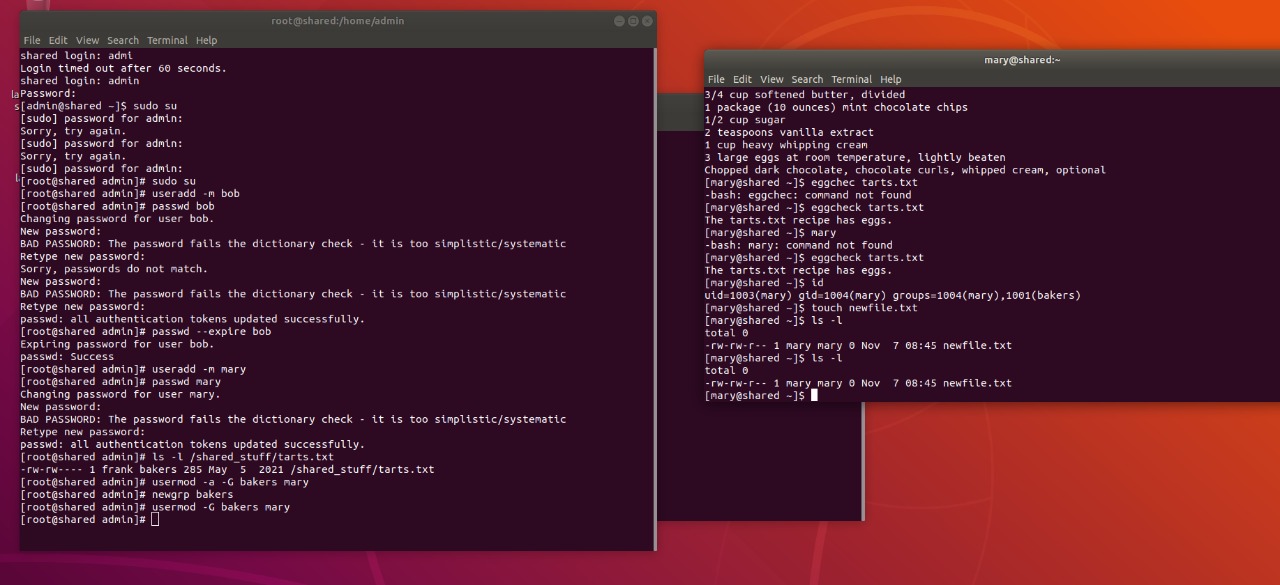 root@shared:/home/admin
File Edit View Search Terminal Help
shared login: admi
Login timed out after 60 seconds.
shared login: admin
Password:
[admin@shared ~]$ sudo su
[sudo] password for admin:
Sorry, try again.
[sudo] password for admin:
Sorry, try again.
[sudo] password for admin:
[root@shared admin]# sudo su
[root@shared admin]# useradd -m bob
[root@shared admin]# passwd bob
Changing password for user bob.
New password:
BAD PASSWORD: The password fails the dictionary check - it is too simplistic/systematic
Retype new password:
Sorry, passwords do not match.
New password:
BAD PASSWORD: The password fails the dictionary check - it is too simplistic/systematic
Retype new password:
passwd: all authentication tokens updated successfully.
[root@shared admin]# passwd --expire bob
Expiring password for user bob.
passwd: Success
[root@shared admin]# useradd -m mary
[root@shared admin]# passwd mary
Changing password for user mary.
New password:
BAD PASSWORD: The password fails the dictionary check - it is too simplistic/systematic
Retype new password:
passwd: all authentication tokens updated successfully.
[root@shared admin]# ls -l /shared_stuff/tarts.txt
-rw-rw---- 1 frank bakers 285 May  5  2021 /shared_stuff/tarts.txt
[root@shared admin]# usermod -a -G bakers mary
[root@shared admin]# newgrp bakers
[root@shared admin]# usermod -G bakers mary
[root@shared admin]#
mary@shared:~
File Edit View Search Terminal Help
3/4 cup softened butter, divided
1 package (10 ounces) mint chocolate chips
1/2 cup sugar
2 teaspoons vanilla extract
1 cup heavy whipping cream
3 large eggs at room temperature, lightly beaten
Chopped dark chocolate, chocolate curls, whipped cream, optional
[mary@shared ~]$ eggchec tarts.txt
-bash: eggchec: command not found
[mary@shared ~]$ eggcheck tarts.txt
The tarts.txt recipe has eggs.
[mary@shared ~]$ mary
-bash: mary: command not found
[mary@shared ~]$ eggcheck tarts.txt
The tarts.txt recipe has eggs.
[mary@shared ~]$ id
uid=1003(mary) gid=1004(mary) groups=1004(mary),1001(bakers)
[mary@shared ~]$ touch newfile.txt
[mary@shared ~]$ ls -l
total 0
-rw-rw-r-- 1 mary mary 0 Nov  7 08:45 newfile.txt
[mary@shared ~]$ ls -l
total 0
-rw-rw-r-- 1 mary mary 0 Nov  7 08:45 newfile.txt
[mary@shared ~]$